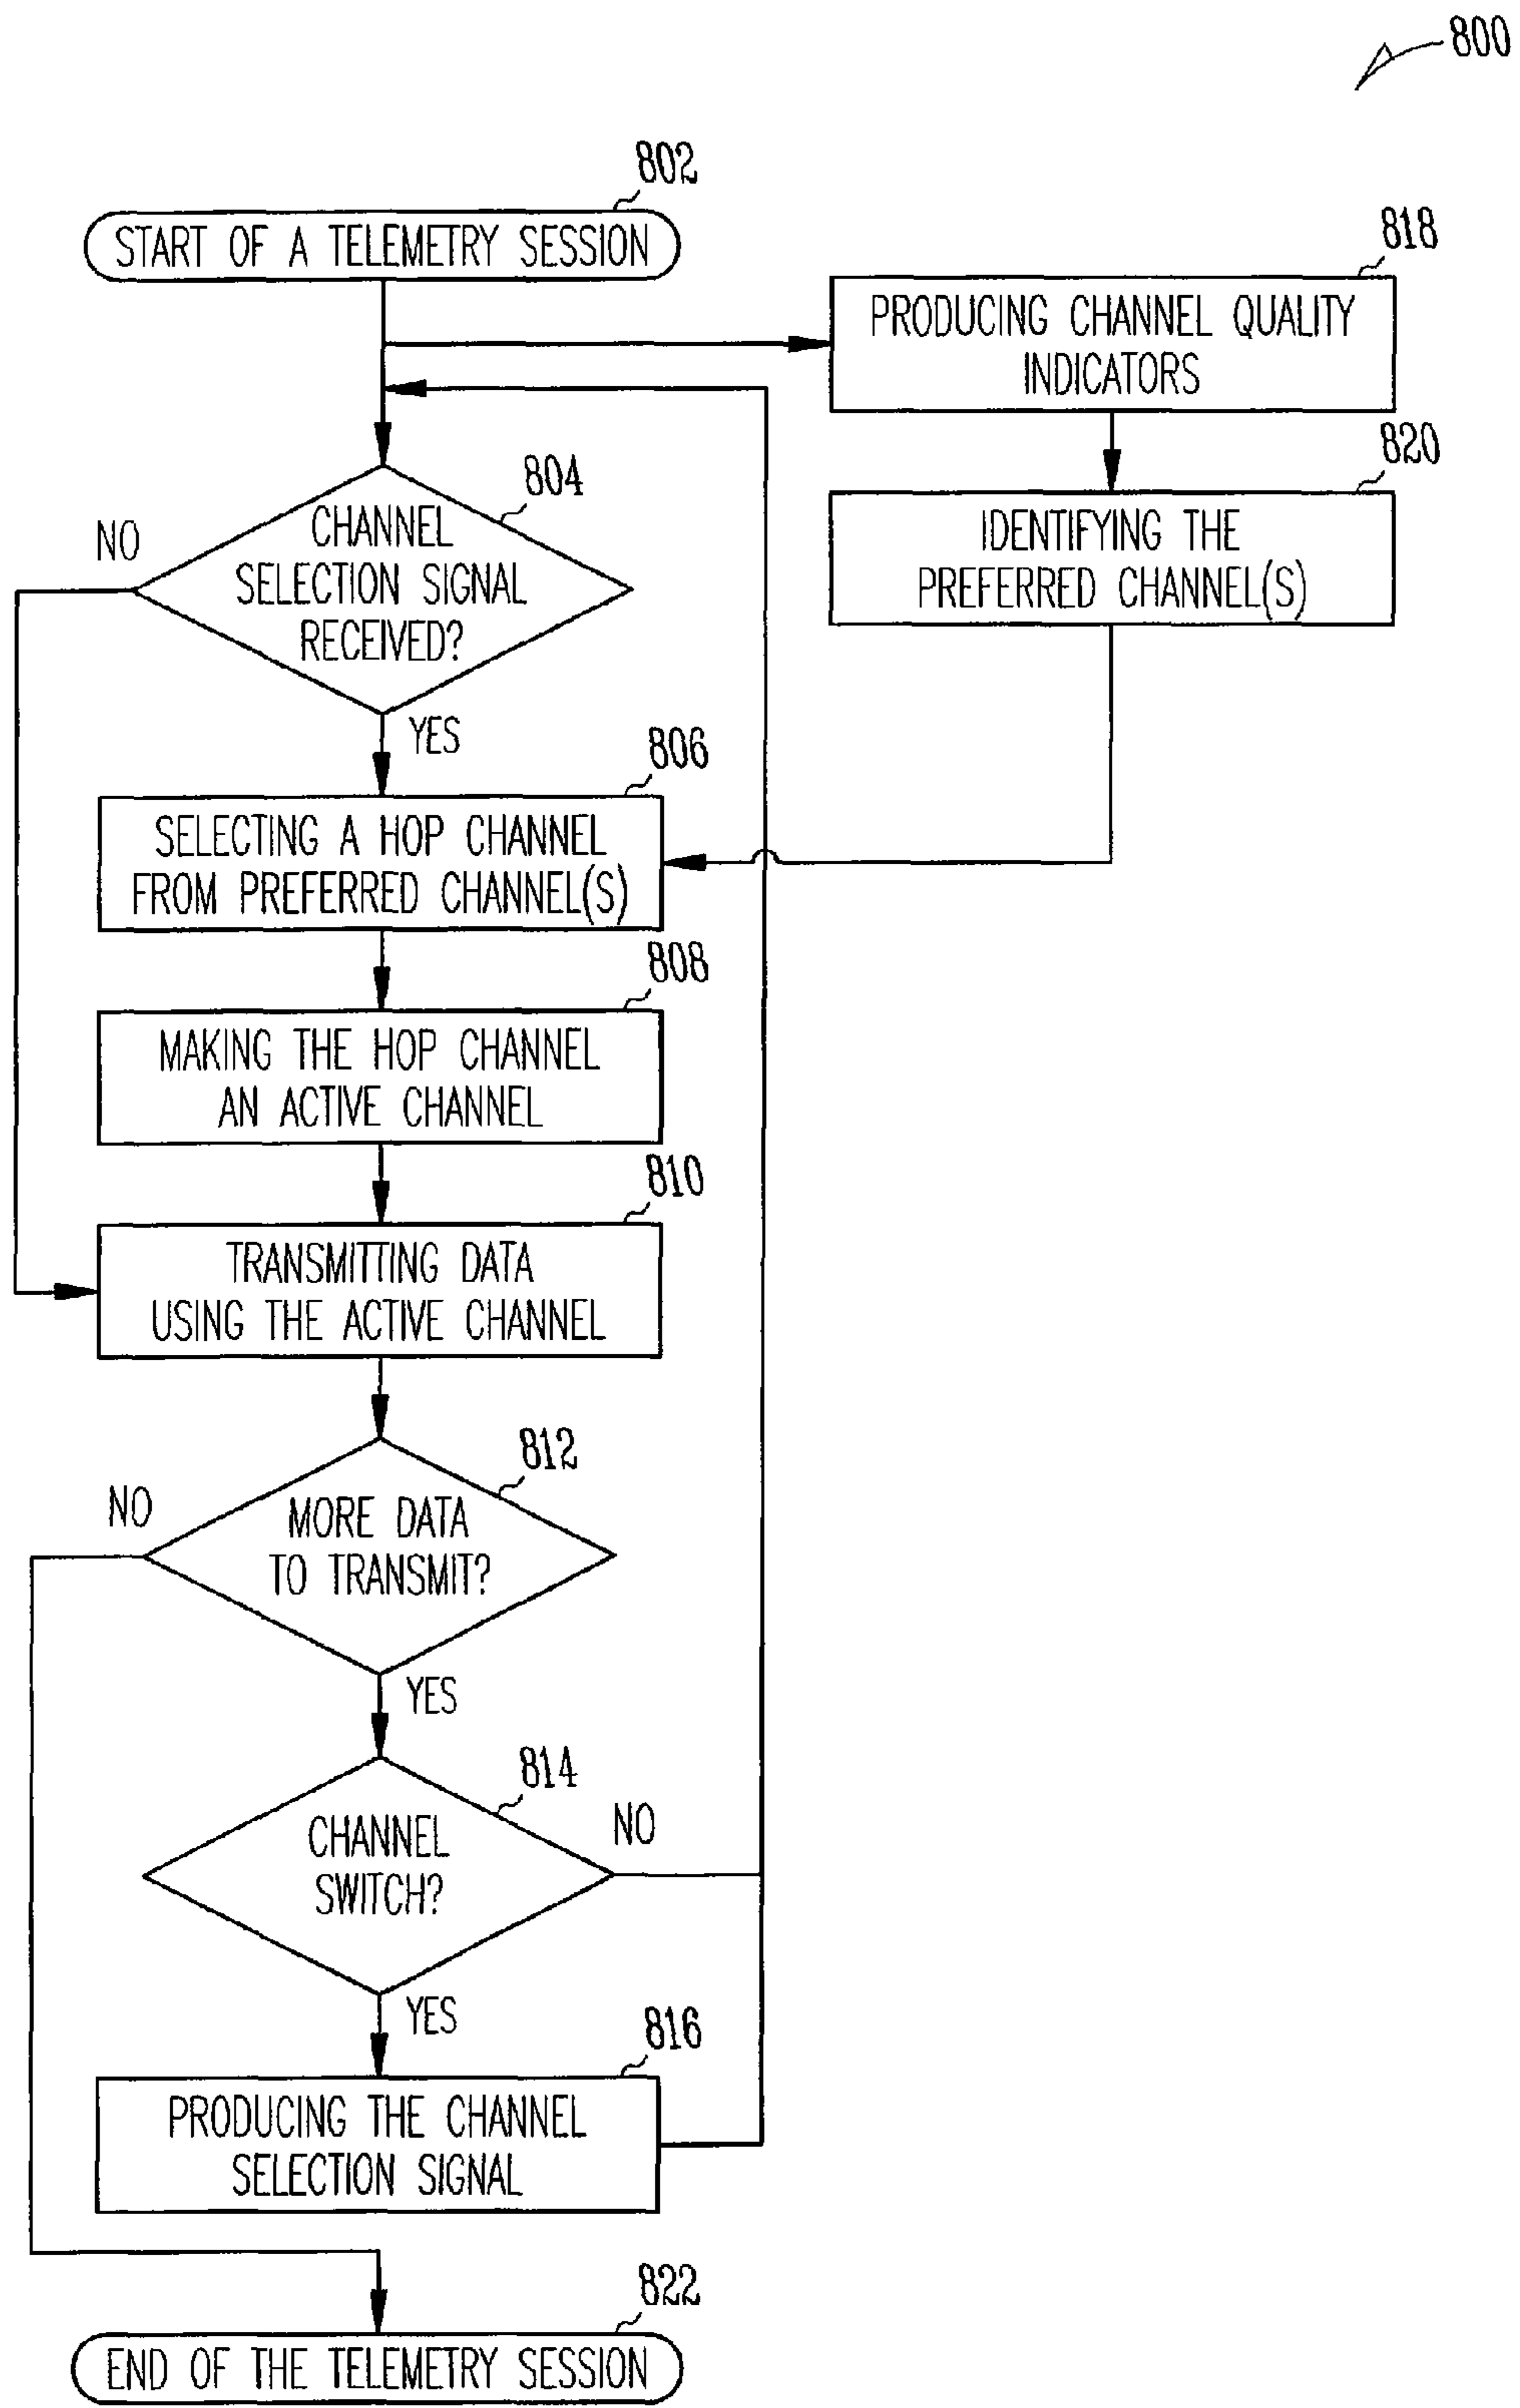 800
802
START OF A TELEMETRY SESSION
818
PRODUCING CHANNEL QUALITY
INDICATORS
820
IDENTIFYING THE
PREFERRED CHANNEL(S)
804
NO
CHANNEL
SELECTION SIGNAL
RECEIVED?
YES
806
SELECTING A HOP CHANNEL
FROM PREFERRED CHANNEL(S)
808
MAKING THE HOP CHANNEL
AN ACTIVE CHANNEL
810
TRANSMITTING DATA
USING THE ACTIVE CHANNEL
812
NO
MORE DATA
TO TRANSMIT?
YES
814
NO
CHANNEL
SWITCH?
YES
816
PRODUCING THE CHANNEL
SELECTION SIGNAL
822
END OF THE TELEMETRY SESSION